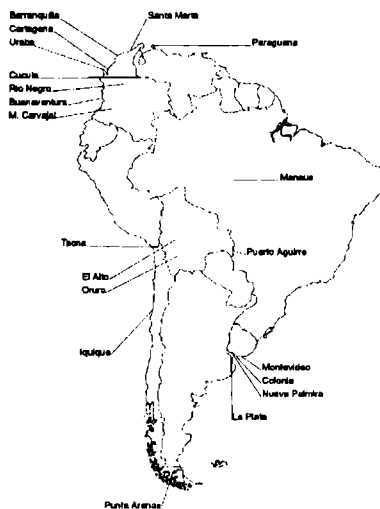 Barranquilla
Santa Marta
Cartagena
Uraba
Paraguana
Cucuta
Rio Negro
Buenaventura
M. Carvajal
Manaus
Tacna
Puerto Aguirre
El Alto
Oruro
Iquique
Montevideo
Colonia
Nueva Palmira
La Plata
Punta Arenas